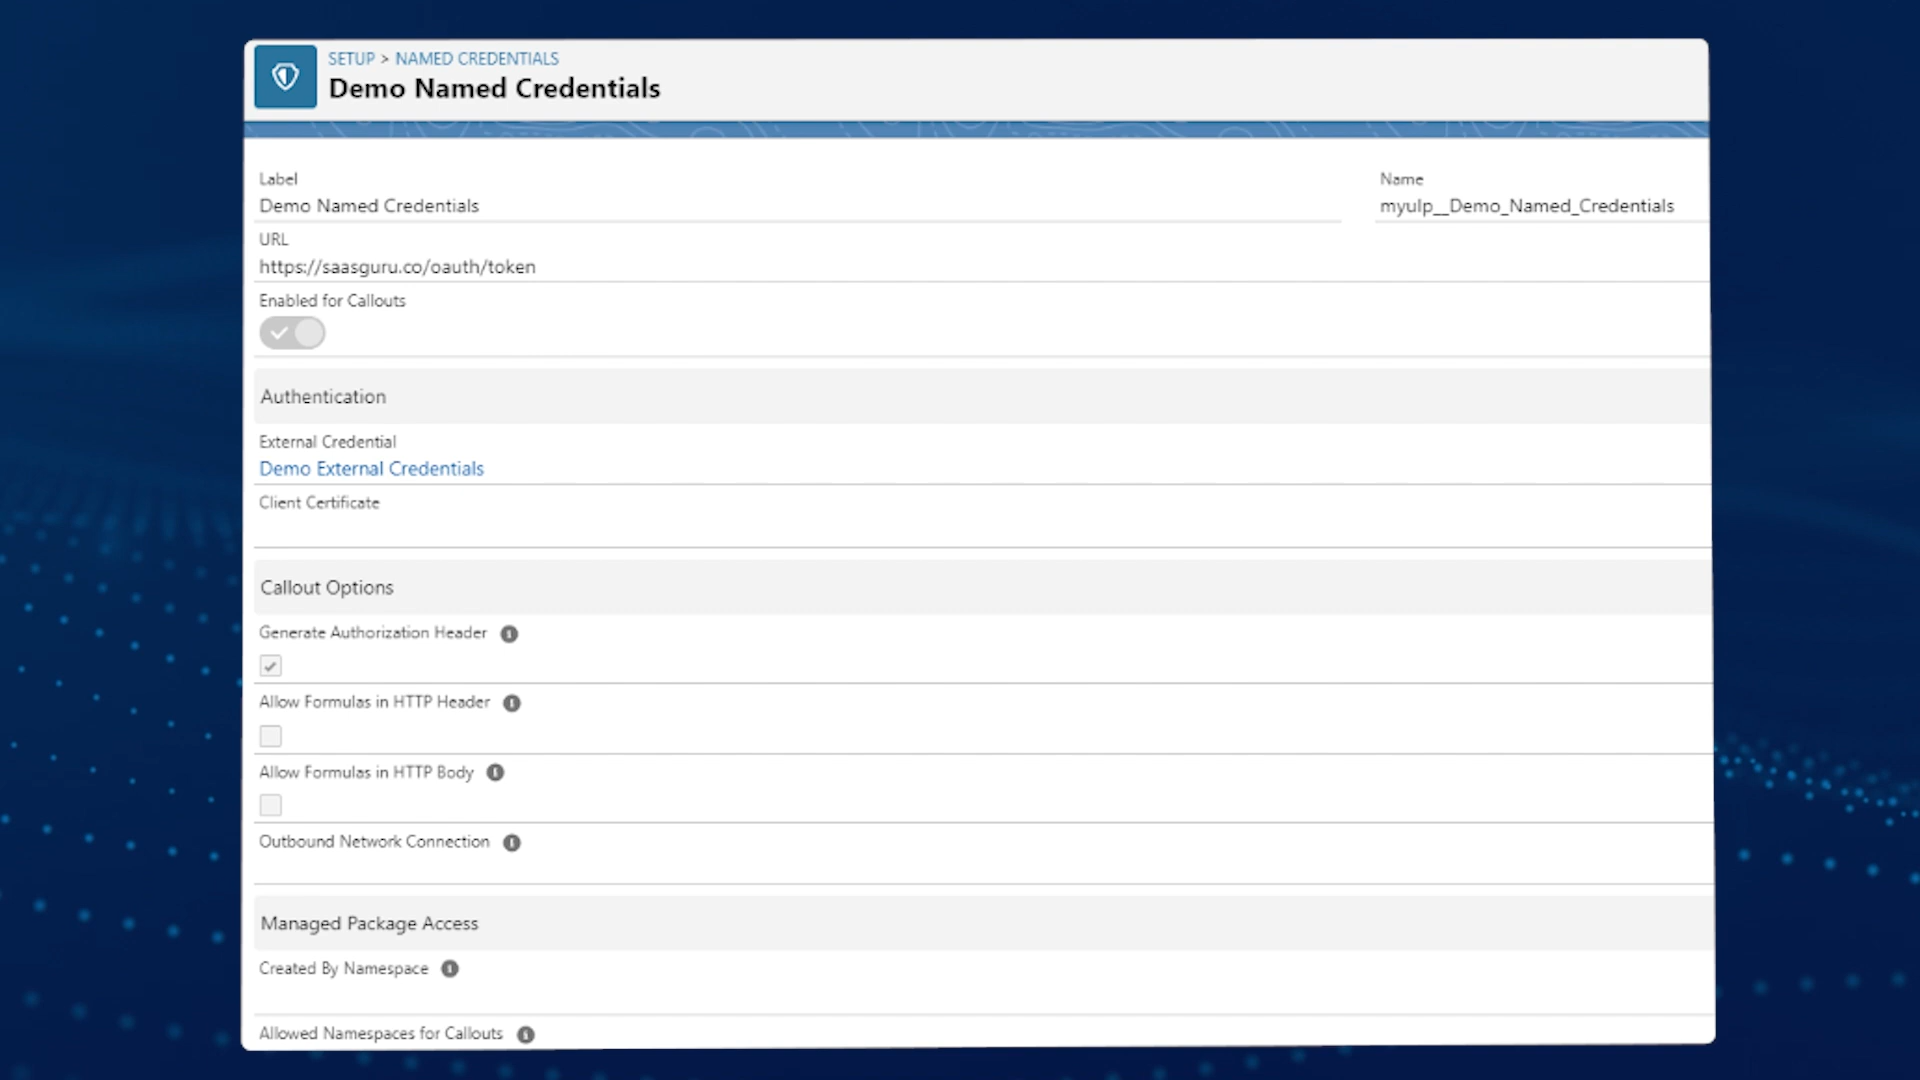 SETUP > NAMED CREDENTIALS
Demo Named Credentials
Label
Demo Named Credentials
Name
myulp__Demo_Named_Credentials
URL
https://saasguru.co/oauth/token
Enabled for Callouts
Authentication
External Credential
Demo External Credentials
Client Certificate
Callout Options
Generate Authorization Header
Allow Formulas in HTTP Header
Allow Formulas in HTTP Body
Outbound Network Connection
Managed Package Access
Created By Namespace
Allowed Namespaces for Callouts